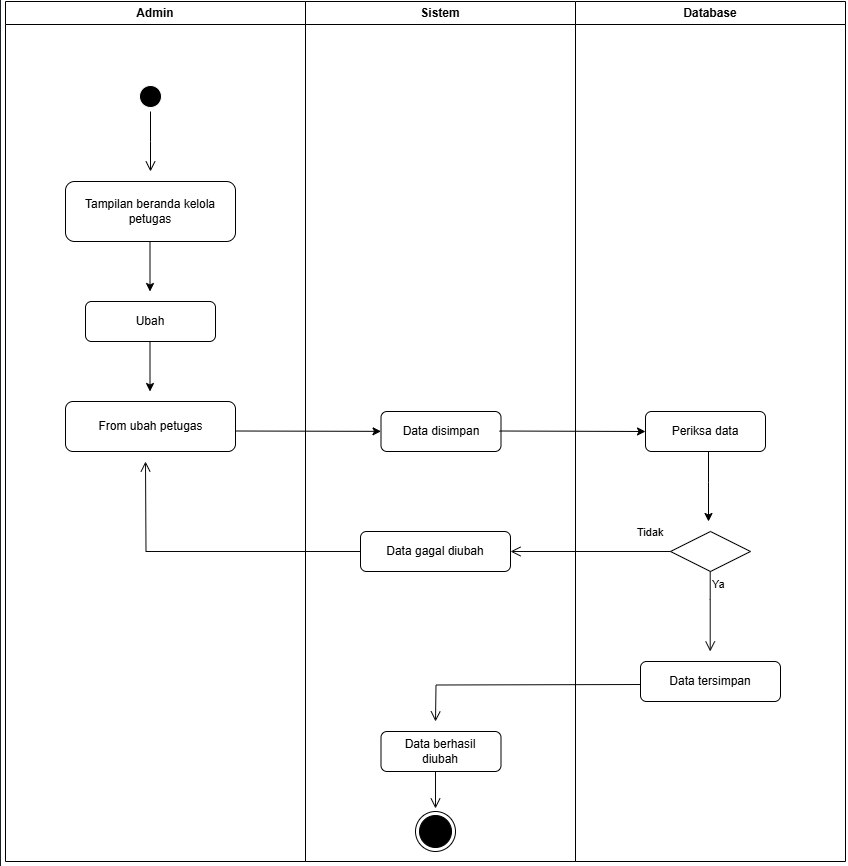 Admin
Sistem
Database
Tampilan beranda kelola
petugas
Ubah
From ubah petugas
Data disimpan
Periksa data
Tidak
Data gagal diubah
Ya
Data tersimpan
Data berhasil
diubah